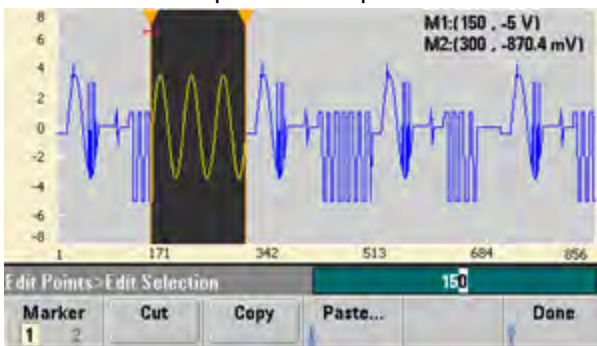 8
M1:(150 , -5 V)
6
M2:(300 , -870.4 mV)
4
2
0
-2
-4
-6
-8
1 171 342 513 684 856
Edit Points>Edit Selection 150
Marker Cut Copy Paste... Done
1 2